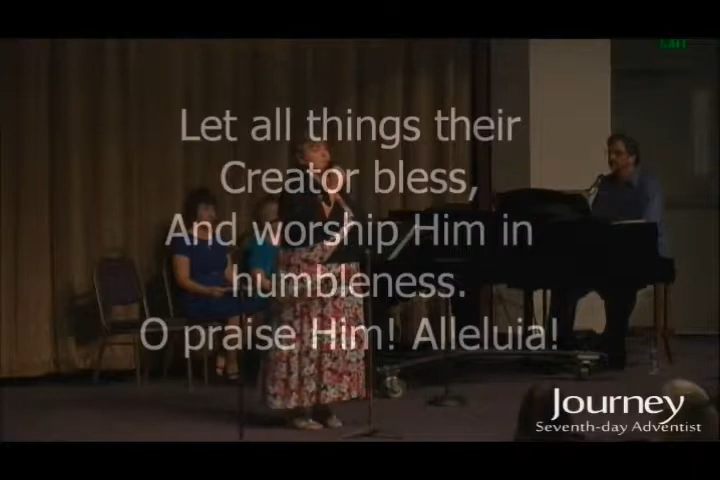 Let all things their
Creator bless,
And worship Him in
humbleness.
O praise Him! Alleluia!
Journey
Seventh-day Adventist